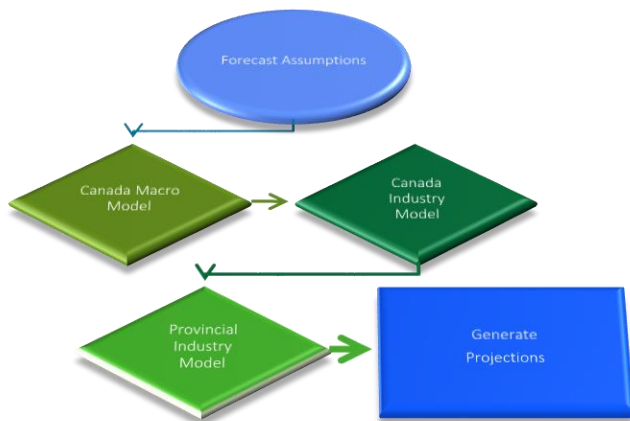 Forecast Assumptions
Canada Macro
Model
Canada
Industry
Model
Provincial
Industry
Model
Generate
Projections